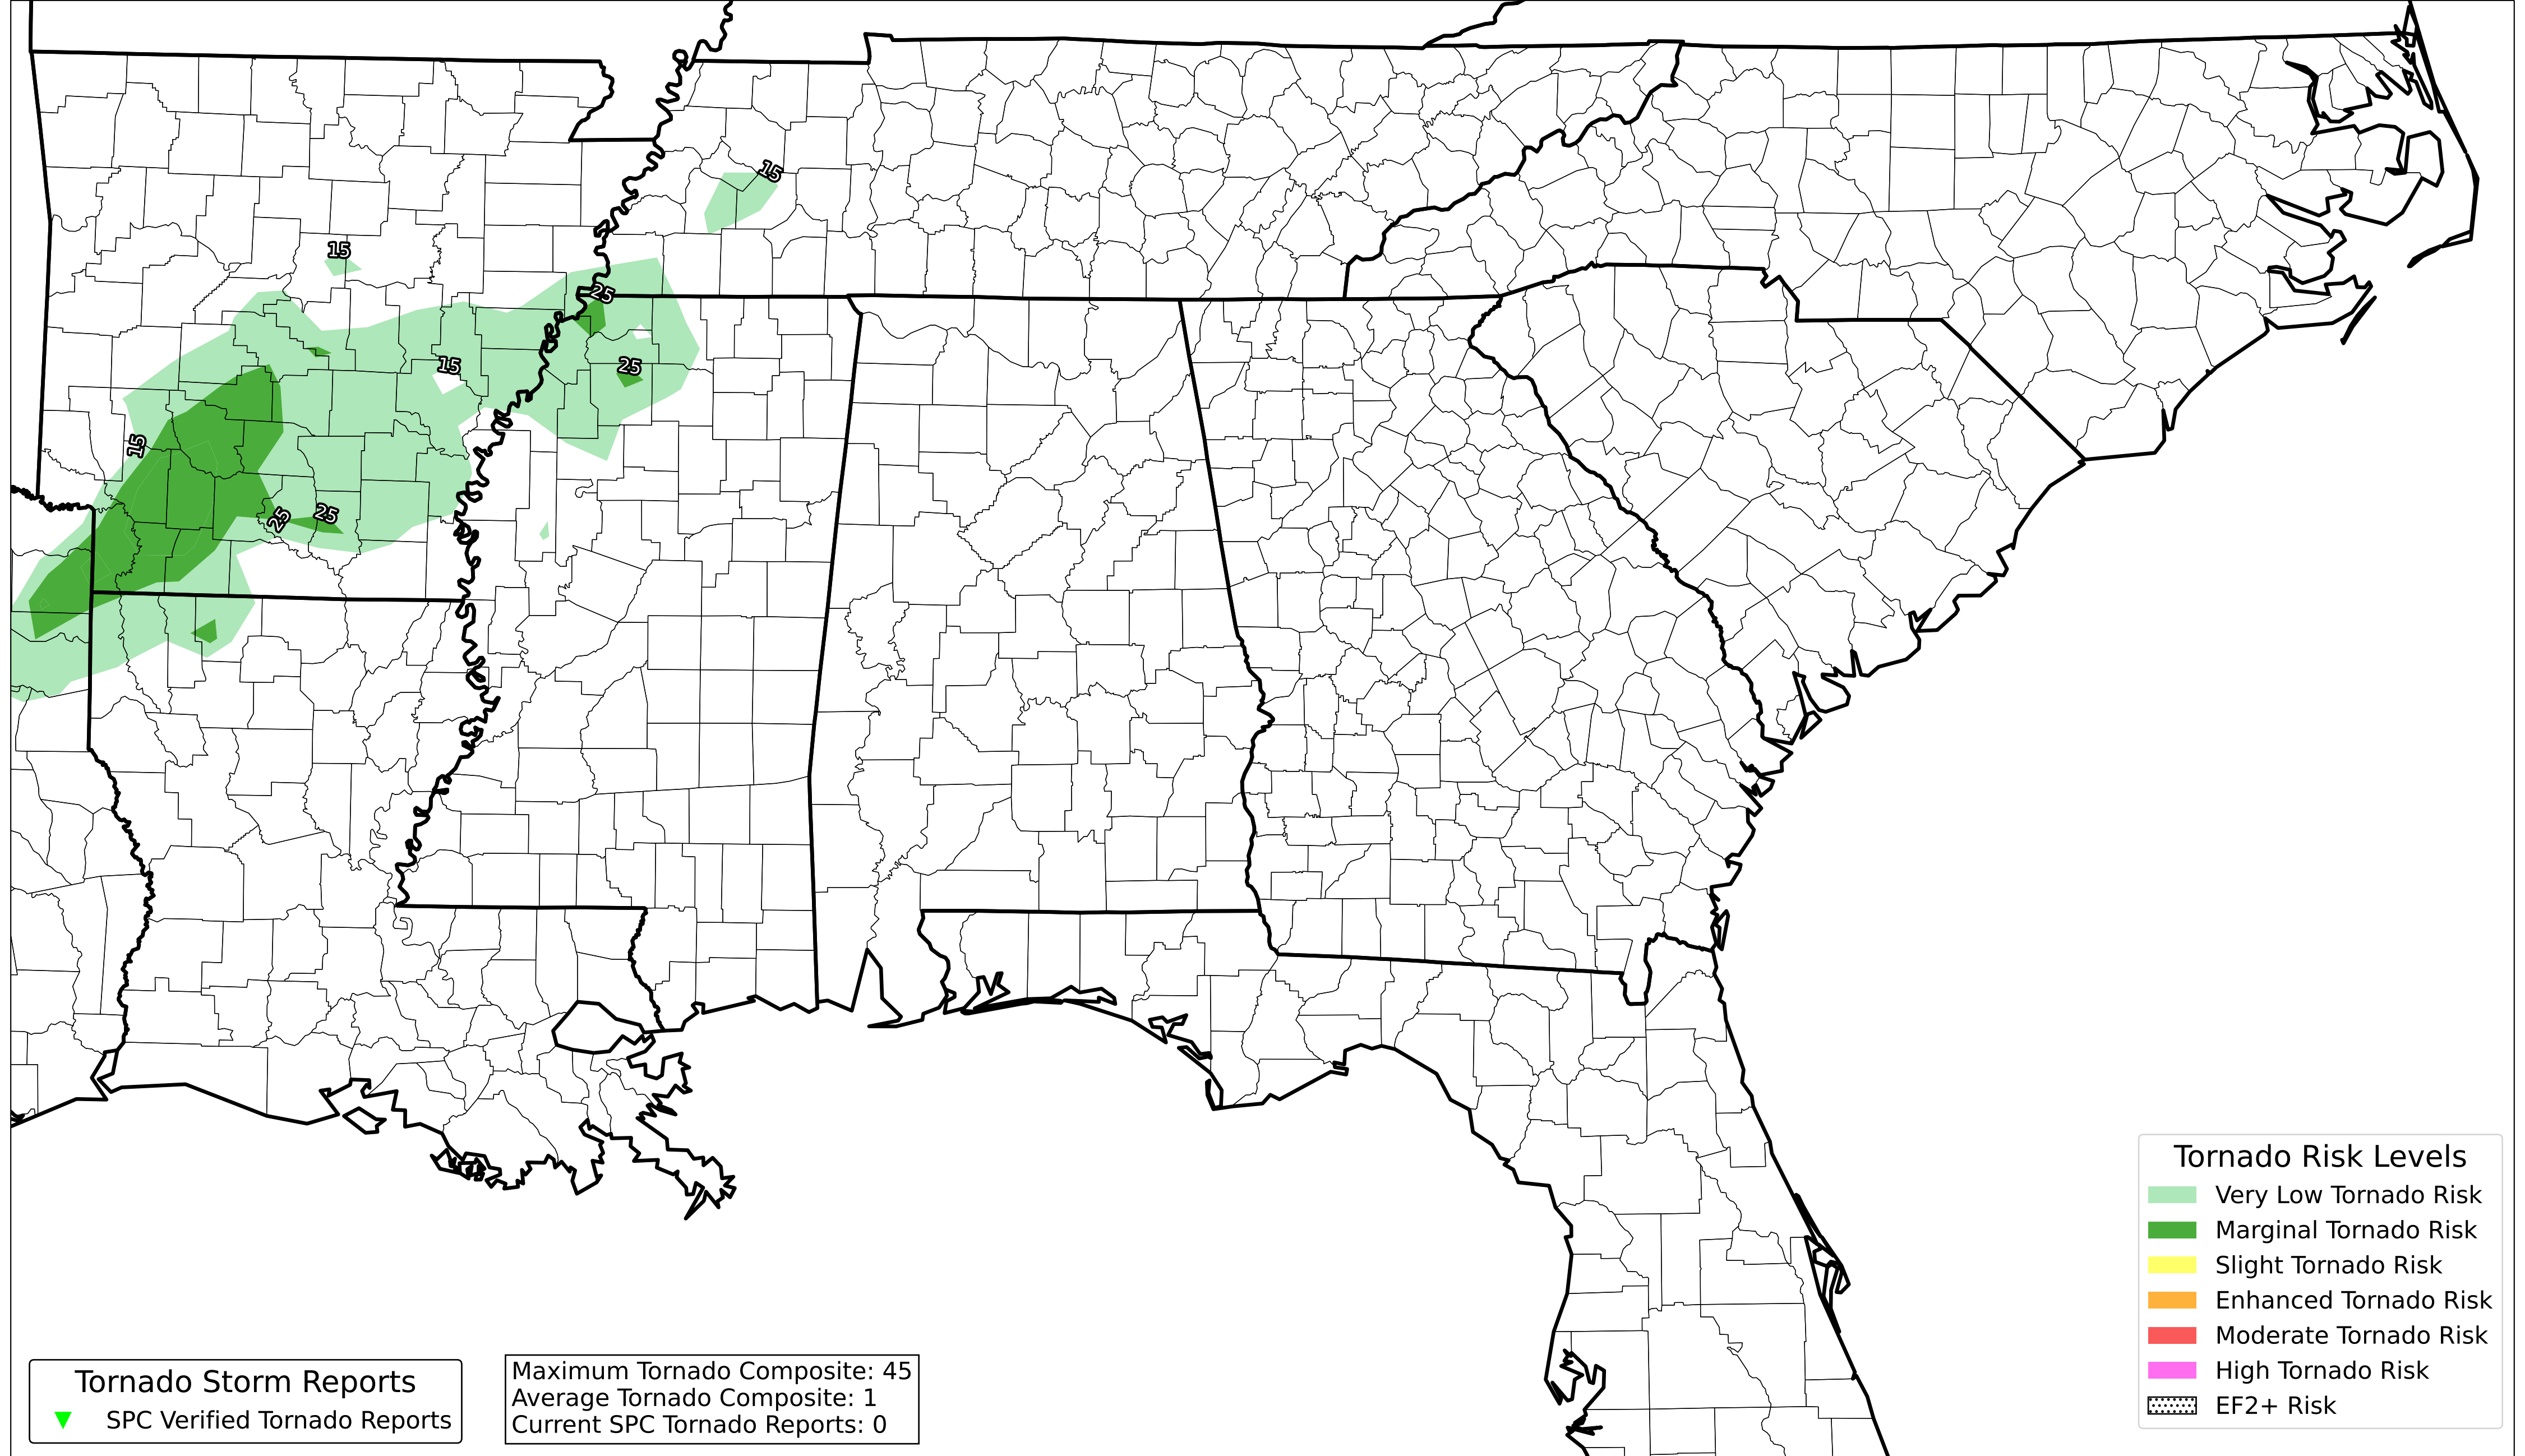 15
15
25
15
25
15
25
25
Tornado Risk Levels
Very Low Tornado Risk
Marginal Tornado Risk
Slight Tornado Risk
Enhanced Tornado Risk
Moderate Tornado Risk
High Tornado Risk
EF2+ Risk
Tornado Storm Reports
SPC Verified Tornado Reports
Maximum Tornado Composite: 45
Average Tornado Composite: 1
Current SPC Tornado Reports: 0